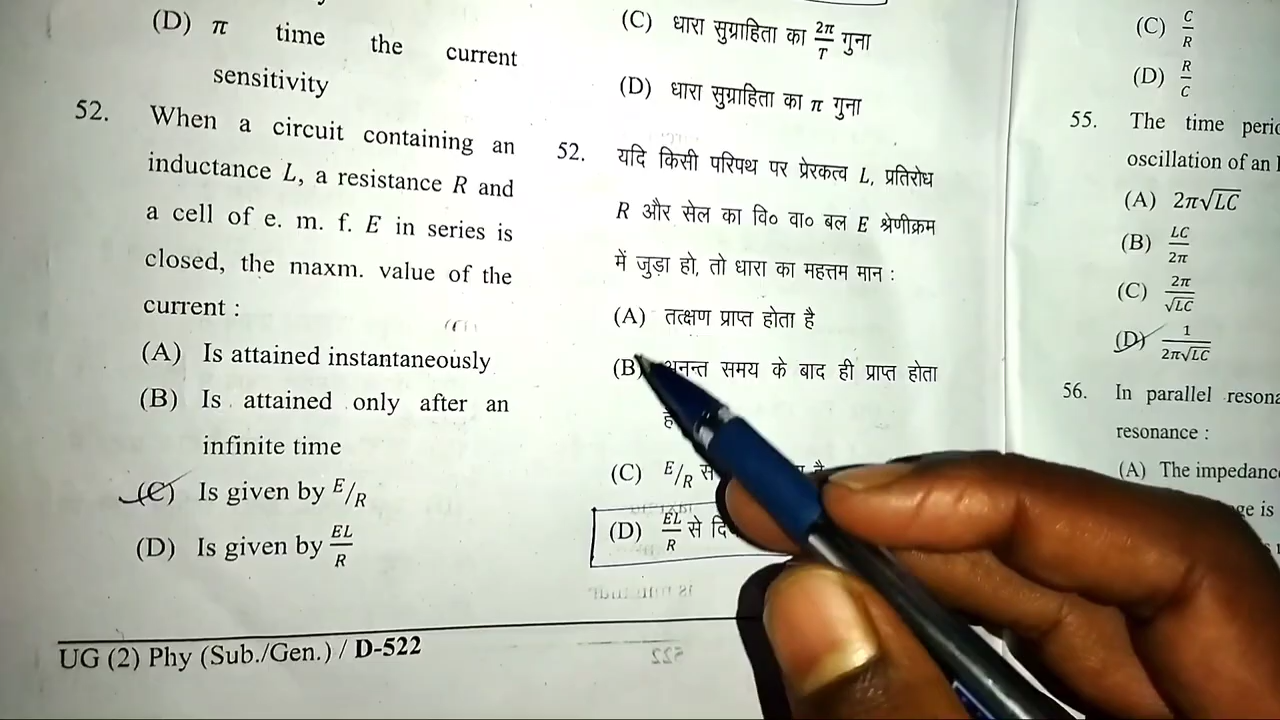 (D) π time the current
sensitivity
52. When a circuit containing an
inductance L, a resistance R and
a cell of e. m. f. E in series is
closed, the maxm. value of the
current :
(A) Is attained instantaneously
(B) Is attained only after an
infinite time
(C) Is given by E/R
(D) Is given by EL/R
UG (2) Phy (Sub./Gen.) / D-522
(C) धारा सुग्राहिता का 2π/T गुना
(D) धारा सुग्राहिता का π गुना
52. यदि किसी परिपथ पर प्रेरकत्व L, प्रतिरोध
R और सेल का वि० वा० बल E श्रेणीक्रम
में जुड़ा हो, तो धारा का महत्तम मान :
(A) तत्क्षण प्राप्त होता है
(B) अनन्त समय के बाद ही प्राप्त होता
(C) E/R
(D) EL/R से
(C) C/R
(D) R/C
55. The time
oscillation of an
(A) 2π√LC
(B) LC/2π
(C) 2π/√LC
(D) 1/2π√LC
56. In parallel
resonance :
(A) The
is